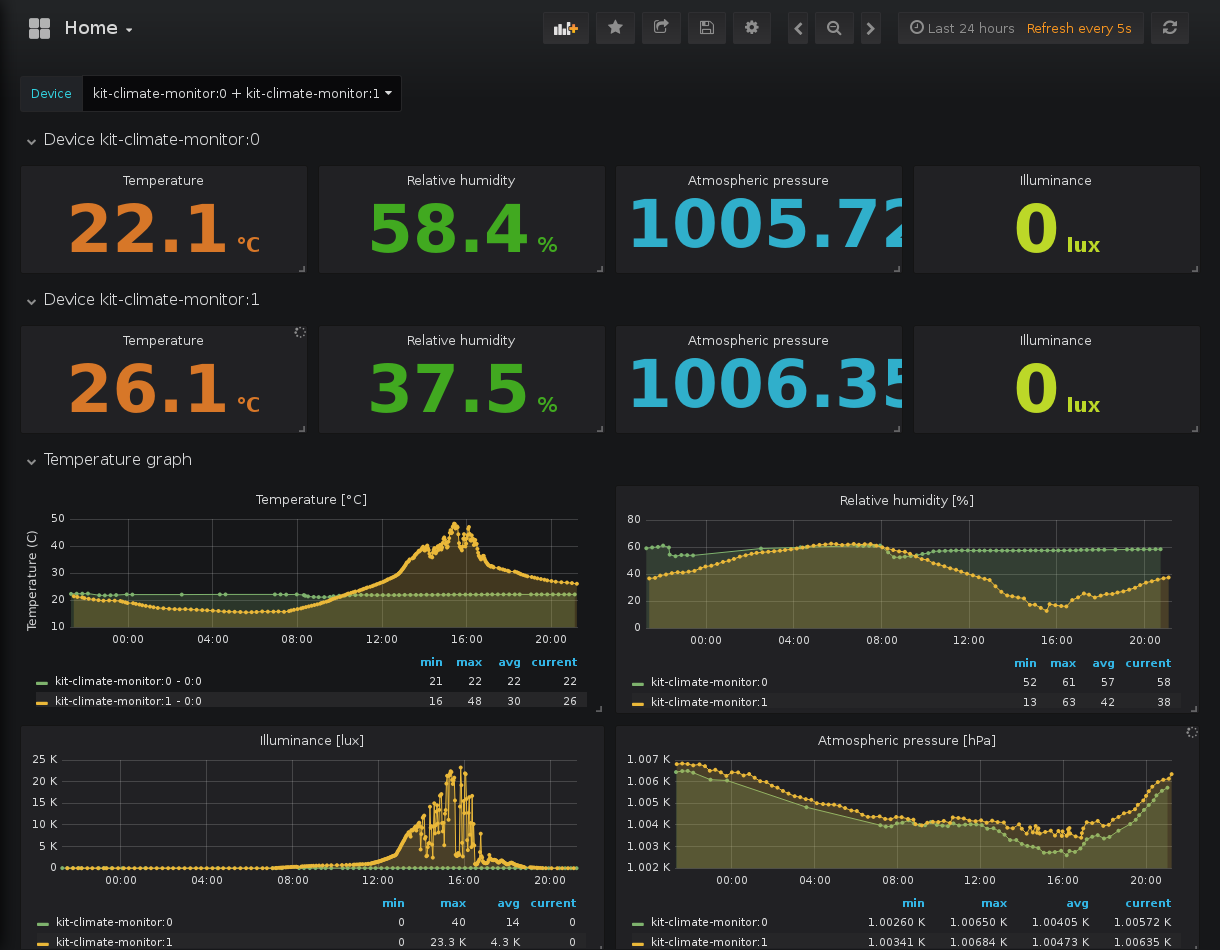 Home
Last 24 hours Refresh every 5s
Device kit-climate-monitor:0 + kit-climate-monitor:1
Device kit-climate-monitor:0
Temperature Relative humidity Atmospheric pressure Illuminance
22.1 °C 58.4 % 1005.72 0 lux
Device kit-climate-monitor:1
Temperature Relative humidity Atmospheric pressure Illuminance
26.1 °C 37.5 % 1006.35 0 lux
Temperature graph
Temperature [°C]
Temperature (C)
50
40
30
20
10
00:00 04:00 08:00 12:00 16:00 20:00
min max avg current
kit-climate-monitor:0 - 0:0 21 22 22 22
kit-climate-monitor:1 - 0:0 16 48 30 26
Relative humidity [%]
80
60
40
20
0
00:00 04:00 08:00 12:00 16:00 20:00
min max avg current
kit-climate-monitor:0 52 61 57 58
kit-climate-monitor:1 13 63 42 38
Illuminance [lux]
25 K
20 K
15 K
10 K
5 K
0
00:00 04:00 08:00 12:00 16:00 20:00
min max avg current
kit-climate-monitor:0 0 40 14 0
kit-climate-monitor:1 0 23.3 K 4.3 K 0
Atmospheric pressure [hPa]
1.007 K
1.006 K
1.005 K
1.004 K
1.003 K
1.002 K
00:00 04:00 08:00 12:00 16:00 20:00
min max avg current
kit-climate-monitor:0 1.00260 K 1.00650 K 1.00405 K 1.00572 K
kit-climate-monitor:1 1.00341 K 1.00684 K 1.00473 K 1.00635 K